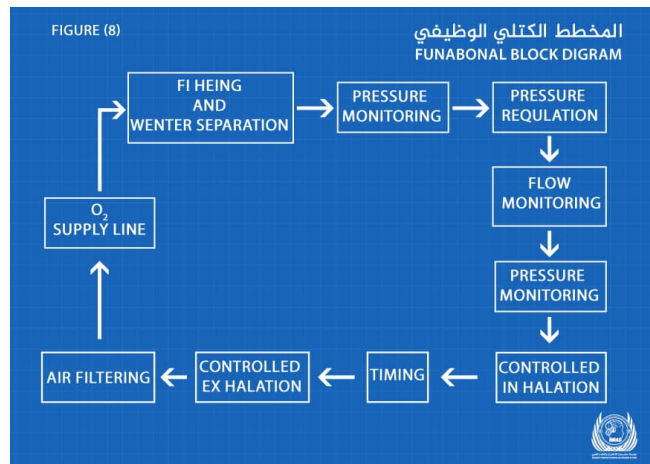 FIGURE (8)
المخطط الكتلي الوظيفي
FUNABONAL BLOCK DIGRAM
FI HEING
AND
WENTER SEPARATION
PRESSURE
MONITORING
PRESSURE
REQULATION
FLOW
MONITORING
PRESSURE
MONITORING
CONTROLLED
IN HALATION
TIMING
CONTROLLED
EX HALATION
AIR FILTERING
O₂
SUPPLY LINE